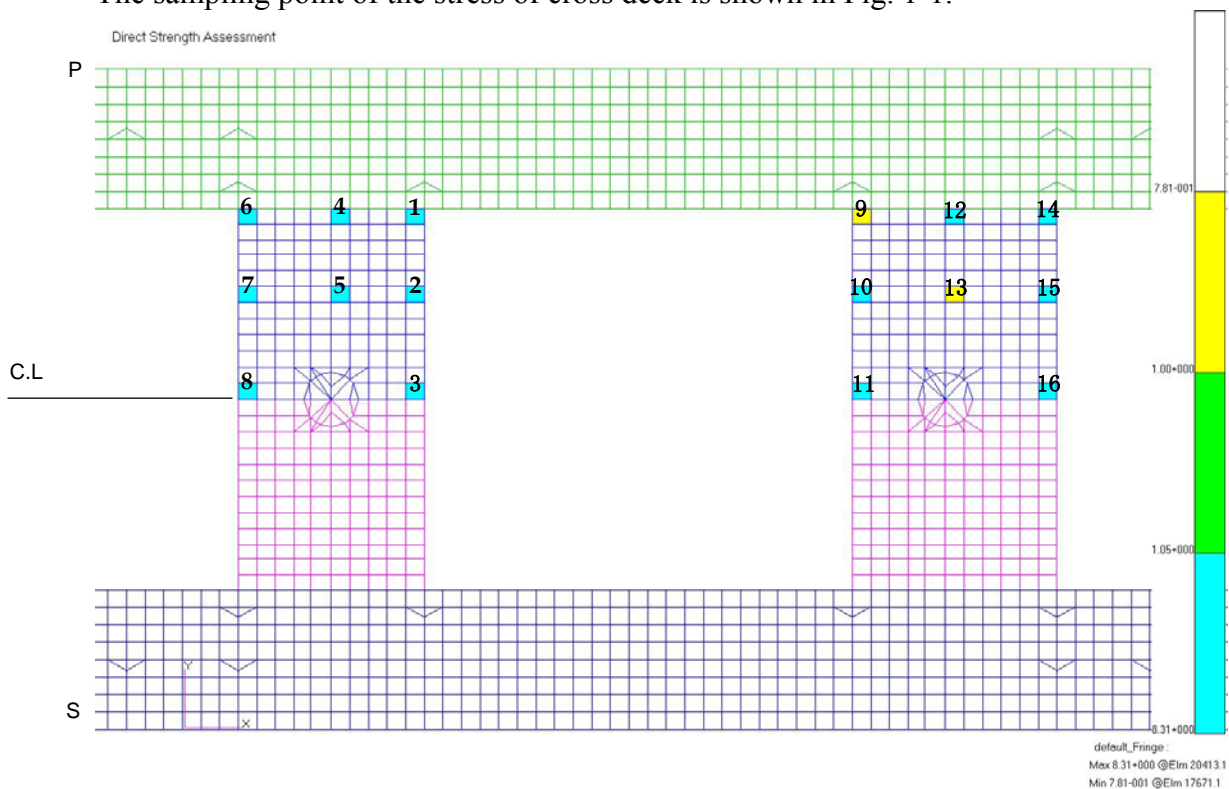 The sampling point of the stress of cross deck is shown in Fig. 1-1.
Direct Strength Assessment
P
6 4 1 9 12 14
7.81-001
7 5 2 10 13 15
C.L
8 3 11 16
1.00+000
1.05+000
Y
X
S
8.31+000
default_Fringe :
Max 8.31+000 @Elm 20413.1
Min 7.81-001 @Elm 17671.1